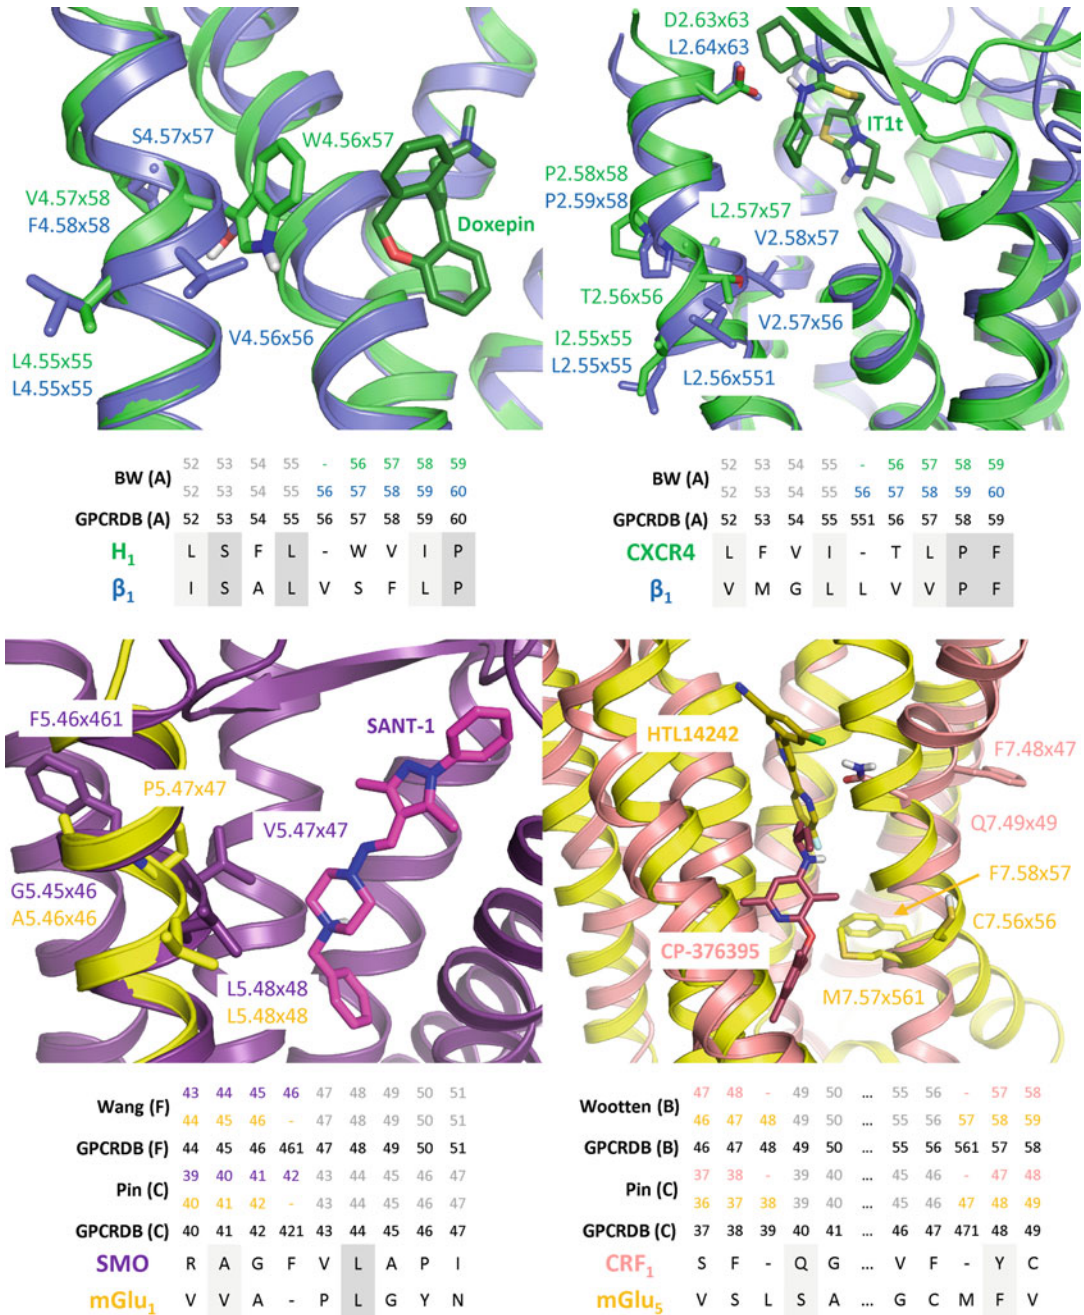 D2.63x63
L2.64x63
S4.57x57
W4.56x57
IT1t
V4.57x58
F4.58x58
Doxepin
P2.58x58
P2.59x58
L2.57x57
V2.58x57
T2.56x56
V2.57x56
V4.56x56
L4.55x55
L4.55x55
I2.55x55
L2.55x55
L2.56x551
52 53 54 55 - 56 57 58 59
BW (A)
52 53 54 55 56 57 58 59 60
GPCRDB (A) 52 53 54 55 56 57 58 59 60
H1 L S F L - W V I P
β1 I S A L V S F L P
52 53 54 55 - 56 57 58 59
BW (A)
52 53 54 55 56 57 58 59 60
GPCRDB (A) 52 53 54 55 551 56 57 58 59
CXCR4 L F V I - T L P F
β1 V M G L L V V P F
F5.46x461
SANT-1
P5.47x47
V5.47x47
G5.45x46
A5.46x46
L5.48x48
L5.48x48
HTL14242
F7.48x47
Q7.49x49
F7.58x57
C7.56x56
CP-376395
M7.57x561
43 44 45 46 47 48 49 50 51
Wang (F)
44 45 46 - 47 48 49 50 51
GPCRDB (F) 44 45 46 461 47 48 49 50 51
39 40 41 42 43 44 45 46 47
Pin (C)
40 41 42 - 43 44 45 46 47
GPCRDB (C) 40 41 42 421 43 44 45 46 47
SMO R A G F V L A P I
mGlu1 V V A - P L G Y N
47 48 - 49 50 ... 55 56 - 57 58
Wootten (B)
46 47 48 49 50 ... 55 56 57 58 59
GPCRDB (B) 46 47 48 49 50 ... 55 56 561 57 58
37 38 - 39 40 ... 45 46 - 47 48
Pin (C)
36 37 38 39 40 ... 45 46 47 48 49
GPCRDB (C) 37 38 39 40 41 ... 46 47 471 48 49
CRF1 S F - Q G ... V F - Y C
mGlu5 V S L S A ... G C M F V